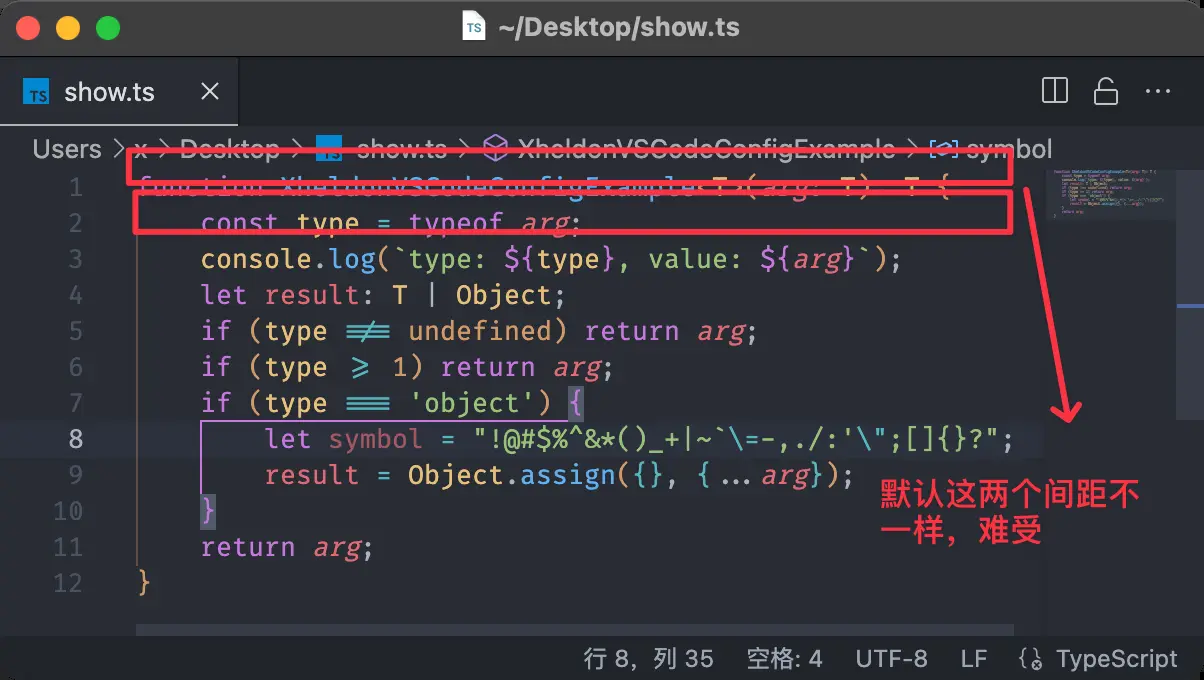 TS ~/Desktop/show.ts
TS show.ts
Users > x > Desktop > TS show.ts > XheldonVSCodeConfigExample > symbol
1 function XheldonVSCodeConfigExample<T>(arg: T): T {
2 const type = typeof arg;
3 console.log(`type: ${type}, value: ${arg}`);
4 let result: T | Object;
5 if (type !== undefined) return arg;
6 if (type >= 1) return arg;
7 if (type === 'object') {
8 let symbol = "!@#$%^&*()_+|~`\=-,./:'\";[]{}?";
9 result = Object.assign({}, {...arg});
10 }
11 return arg;
12 }
默认这两个间距不
一样，难受
行 8，列 35 空格: 4 UTF-8 LF TypeScript